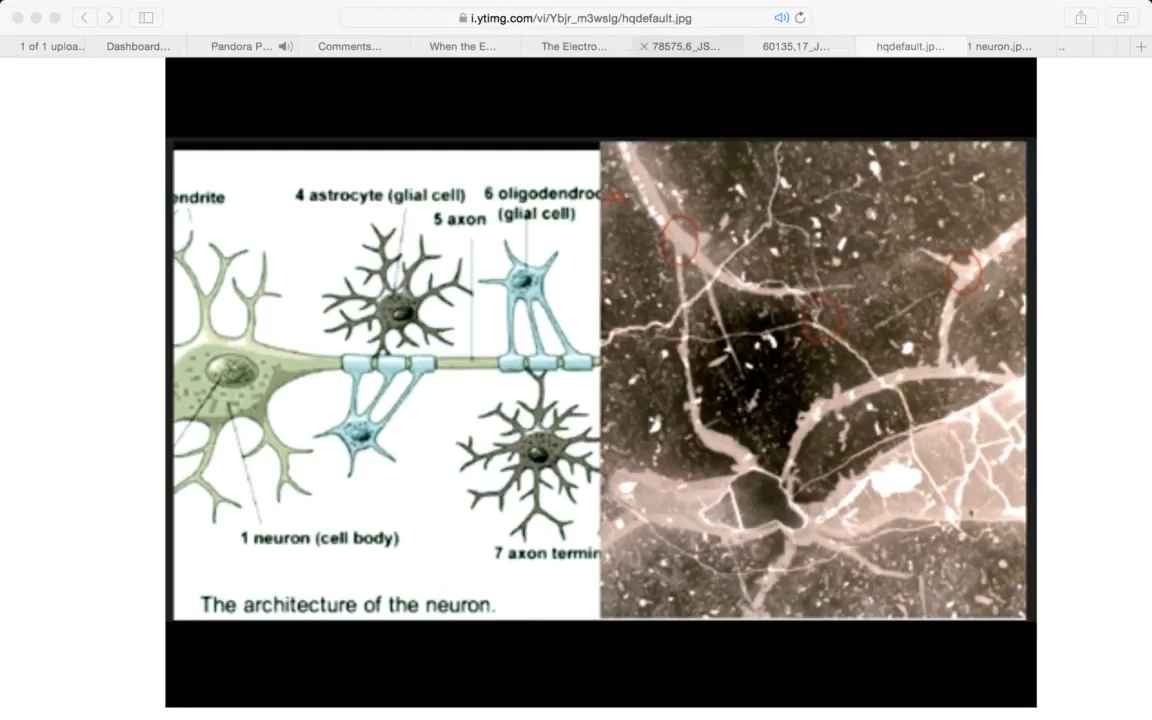 i.ytimg.com/vi/Ybjr_m3wslg/hqdefault.jpg
1 of 1 uploa..
Dashboard...
Pandora P...
Comments...
When the E...
The Electro...
78575,6_JS...
60135,17_J...
hqdefault.jp...
1 neuron.jp...
..
endrite
4 astrocyte (glial cell)
6 oligodendroc
(glial cell)
5 axon
1 neuron (cell body)
7 axon termin
The architecture of the neuron.